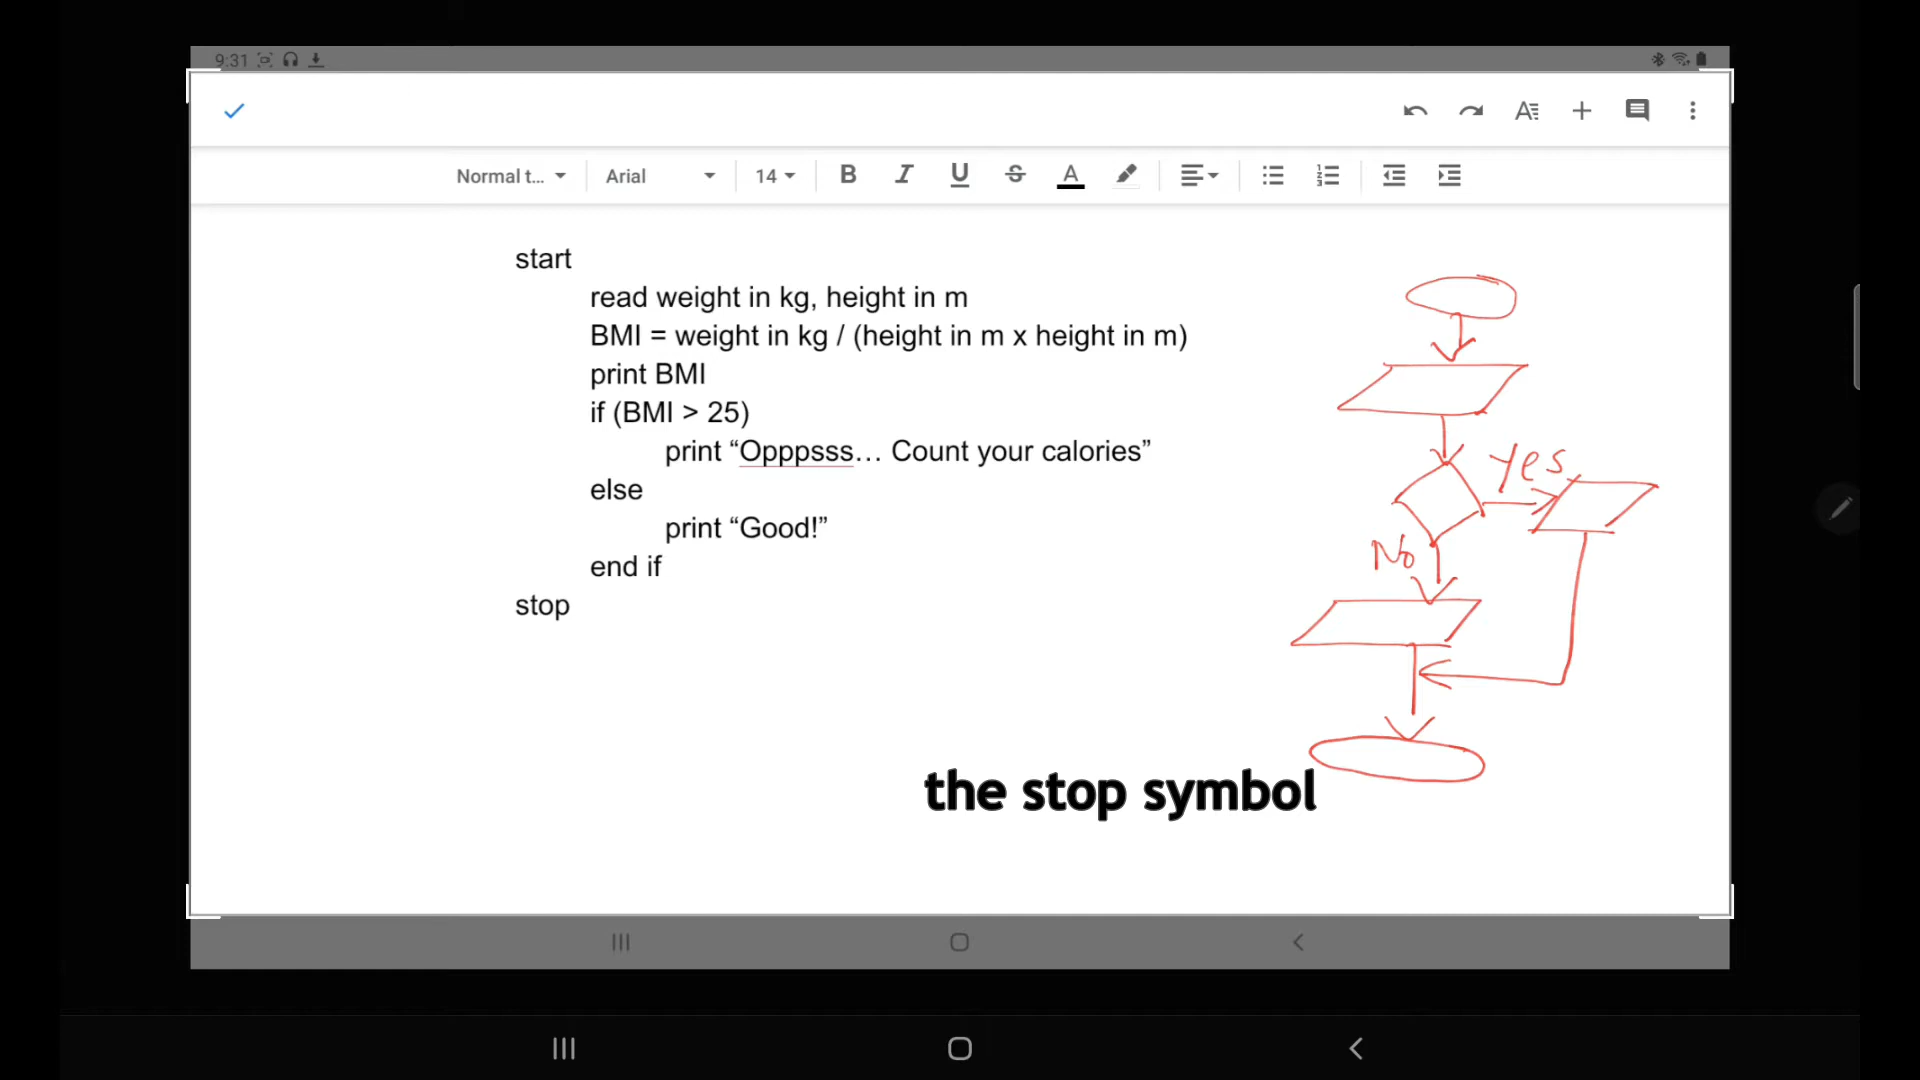 9:31
Normal t... Arial 14 B I U S A
start
read weight in kg, height in m
BMI = weight in kg / (height in m x height in m)
print BMI
if (BMI > 25)
print “Opppsss… Count your calories”
else
print “Good!”
end if
stop
Yes
No
the stop symbol